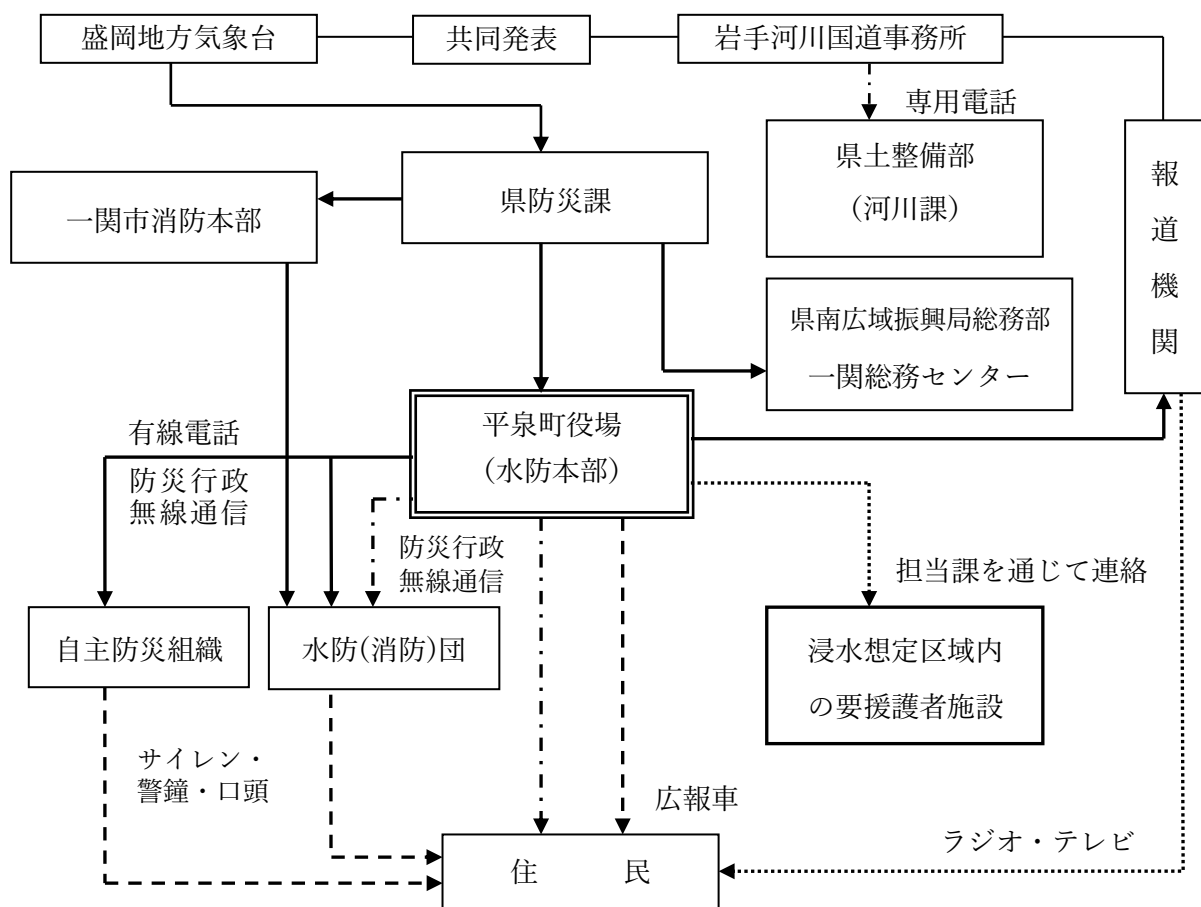 盛岡地方気象台
共同発表
岩手河川国道事務所
専用電話
県土整備部
（河川課）
報道機関
県防災課
一関市消防本部
県南広域振興局総務部
一関総務センター
平泉町役場
（水防本部）
有線電話
防災行政
無線通信
防災行政
無線通信
担当課を通じて連絡
自主防災組織
水防(消防)団
浸水想定区域内
の要援護者施設
サイレン・
警鐘・口頭
広報車
ラジオ・テレビ
住　　民